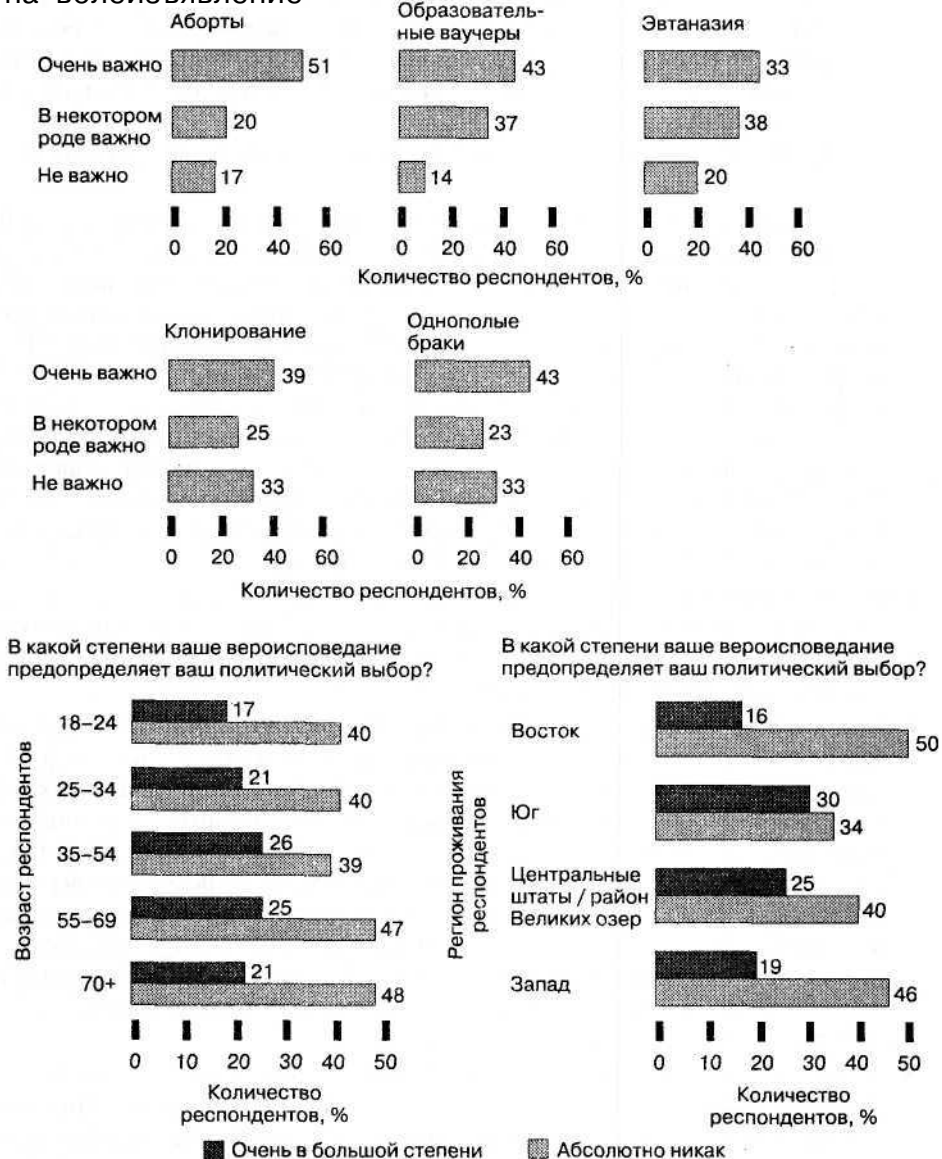 на волеизъявление
Аборты
Образователь-
ные ваучеры
Эвтаназия
Очень важно 51 43 33
В некотором
роде важно 20 37 38
Не важно 17 14 20
0 20 40 60 0 20 40 60 0 20 40 60
Количество респондентов, %
Клонирование
Однополые
браки
Очень важно 39 43
В некотором
роде важно 25 23
Не важно 33 33
0 20 40 60 0 20 40 60
Количество респондентов, %
В какой степени ваше вероисповедание
предопределяет ваш политический выбор?
Возраст респондентов
18–24 17
40
25–34 21
40
35–54 26
39
55–69 25
47
70+ 21
48
0 10 20 30 40 50
Количество
респондентов, %
В какой степени ваше вероисповедание
предопределяет ваш политический выбор?
Регион проживания
респондентов
Восток 16
50
Юг 30
34
Центральные
штаты / район
Великих озер
25
40
Запад 19
46
0 10 20 30 40 50
Количество
респондентов, %
Очень в большой степени Абсолютно никак